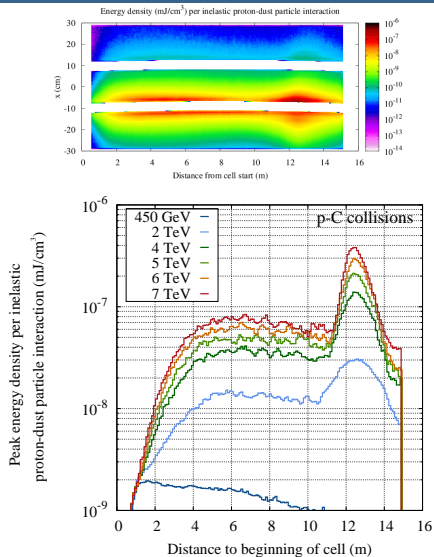 Energy density (mJ/cm³) per inelastic proton-dust particle interaction
30
20
10
0
-10
-20
-30
x (cm)
0 2 4 6 8 10 12 14 16
Distance from cell start (m)
10⁻⁶
10⁻⁷
10⁻⁸
10⁻⁹
10⁻¹⁰
10⁻¹¹
10⁻¹²
10⁻¹³
10⁻¹⁴
Peak energy density per inelastic
proton-dust particle interaction (mJ/cm³)
10⁻⁶
10⁻⁷
10⁻⁸
10⁻⁹
450 GeV
2 TeV
4 TeV
5 TeV
6 TeV
7 TeV
p-C collisions
0 2 4 6 8 10 12 14 16
Distance to beginning of cell (m)